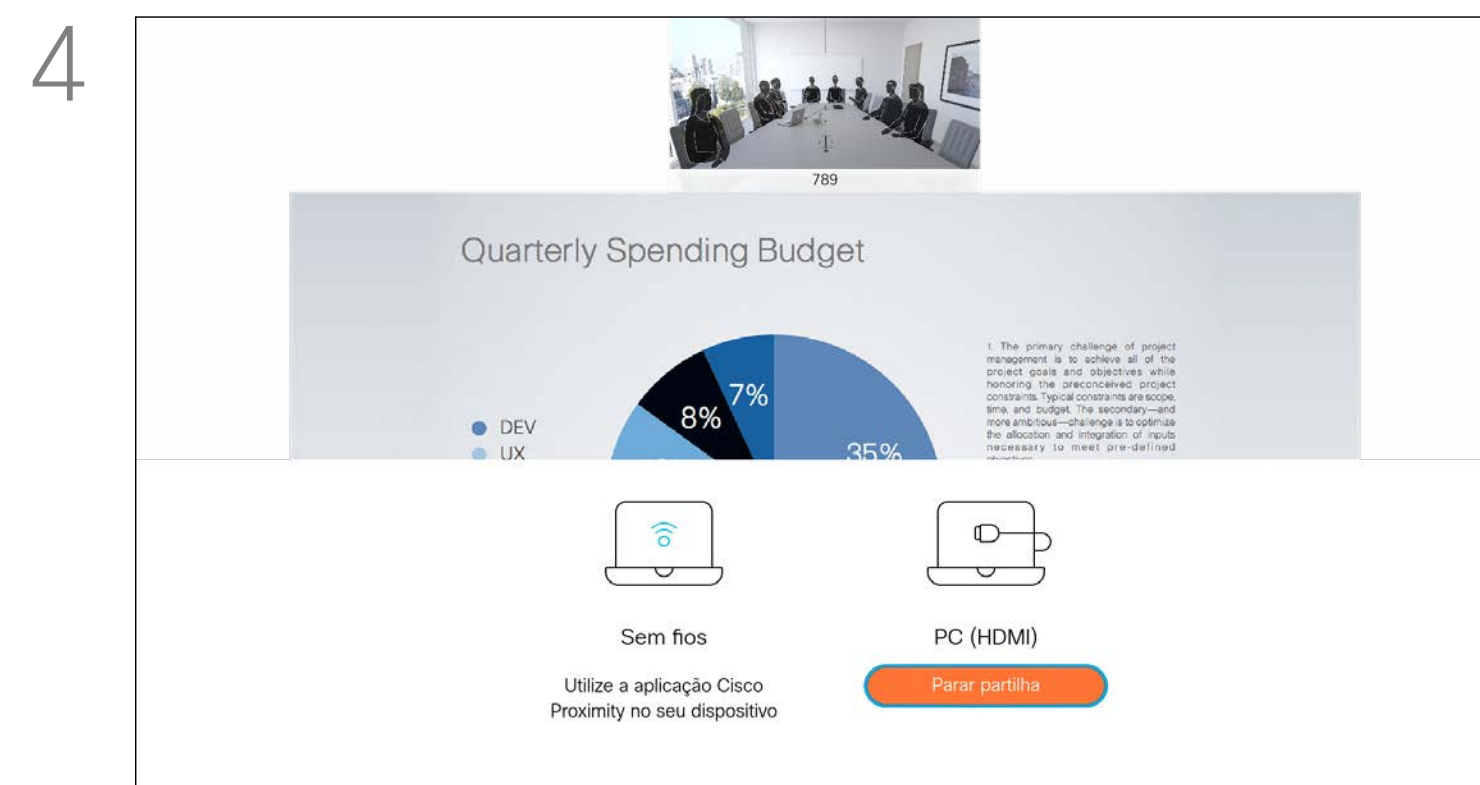 4
789
Quarterly Spending Budget
1. The primary challenge of project
management is to achieve all of the
project goals and objectives while
honoring the preconceived project
constraints. Typical constraints are scope,
time, and budget. The secondary—and
more ambitious—challenge is to optimize
the allocation and integration of inputs
necessary to meet pre-defined
7%
8%
35%
DEV
UX
Sem fios
Utilize a aplicação Cisco
Proximity no seu dispositivo
PC (HDMI)
Parar partilha